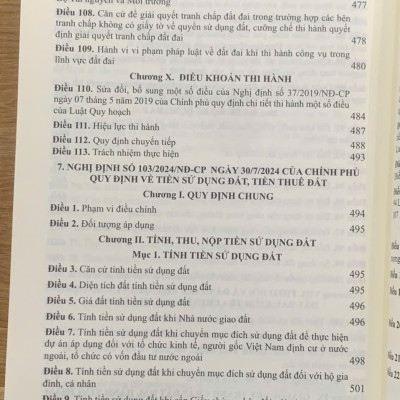 Bộ Tài nguyên và Môi trường 477
Điều 108. Căn cứ để giải quyết tranh chấp đất đai trong trường hợp các bên
tranh chấp không có giấy tờ về quyền sử dụng đất, cưỡng chế thi hành quyết
định giải quyết tranh chấp đất đai 478
Điều 109. Hành vi vi phạm pháp luật về đất đai khi thi hành công vụ trong
lĩnh vực đất đai 480
Chương X. ĐIỀU KHOẢN THI HÀNH
Điều 110. Sửa đổi, bổ sung một số điều của Nghị định số 37/2019/NĐ-CP
ngày 07 tháng 5 năm 2019 của Chính phủ quy định chi tiết thi hành một số điều
của Luật Quy hoạch 484
Điều 111. Hiệu lực thi hành 487
Điều 112. Quy định chuyển tiếp 488
Điều 113. Trách nhiệm thực hiện 493
7. NGHỊ ĐỊNH SỐ 103/2024/NĐ-CP NGÀY 30/7/2024 CỦA CHÍNH PHỦ
QUY ĐỊNH VỀ TIỀN SỬ DỤNG ĐẤT, TIỀN THUÊ ĐẤT
Chương I. QUY ĐỊNH CHUNG
Điều 1. Phạm vi điều chỉnh 494
Điều 2. Đối tượng áp dụng 495
Chương II. TÍNH, THU, NỘP TIỀN SỬ DỤNG ĐẤT
Mục 1. TÍNH TIỀN SỬ DỤNG ĐẤT
Điều 3. Căn cứ tính tiền sử dụng đất 495
Điều 4. Diện tích đất tính tiền sử dụng đất 495
Điều 5. Giá đất tính tiền sử dụng đất 495
Điều 6. Tính tiền sử dụng đất khi Nhà nước giao đất 496
Điều 7. Tính tiền sử dụng đất khi chuyển mục đích sử dụng đất để thực hiện
dự án áp dụng đối với tổ chức kinh tế, người gốc Việt Nam định cư ở nước
ngoài, tổ chức có vốn đầu tư nước ngoài 498
Điều 8. Tính tiền sử dụng đất khi chuyển mục đích sử dụng đất đối với hộ gia
đình, cá nhân 501